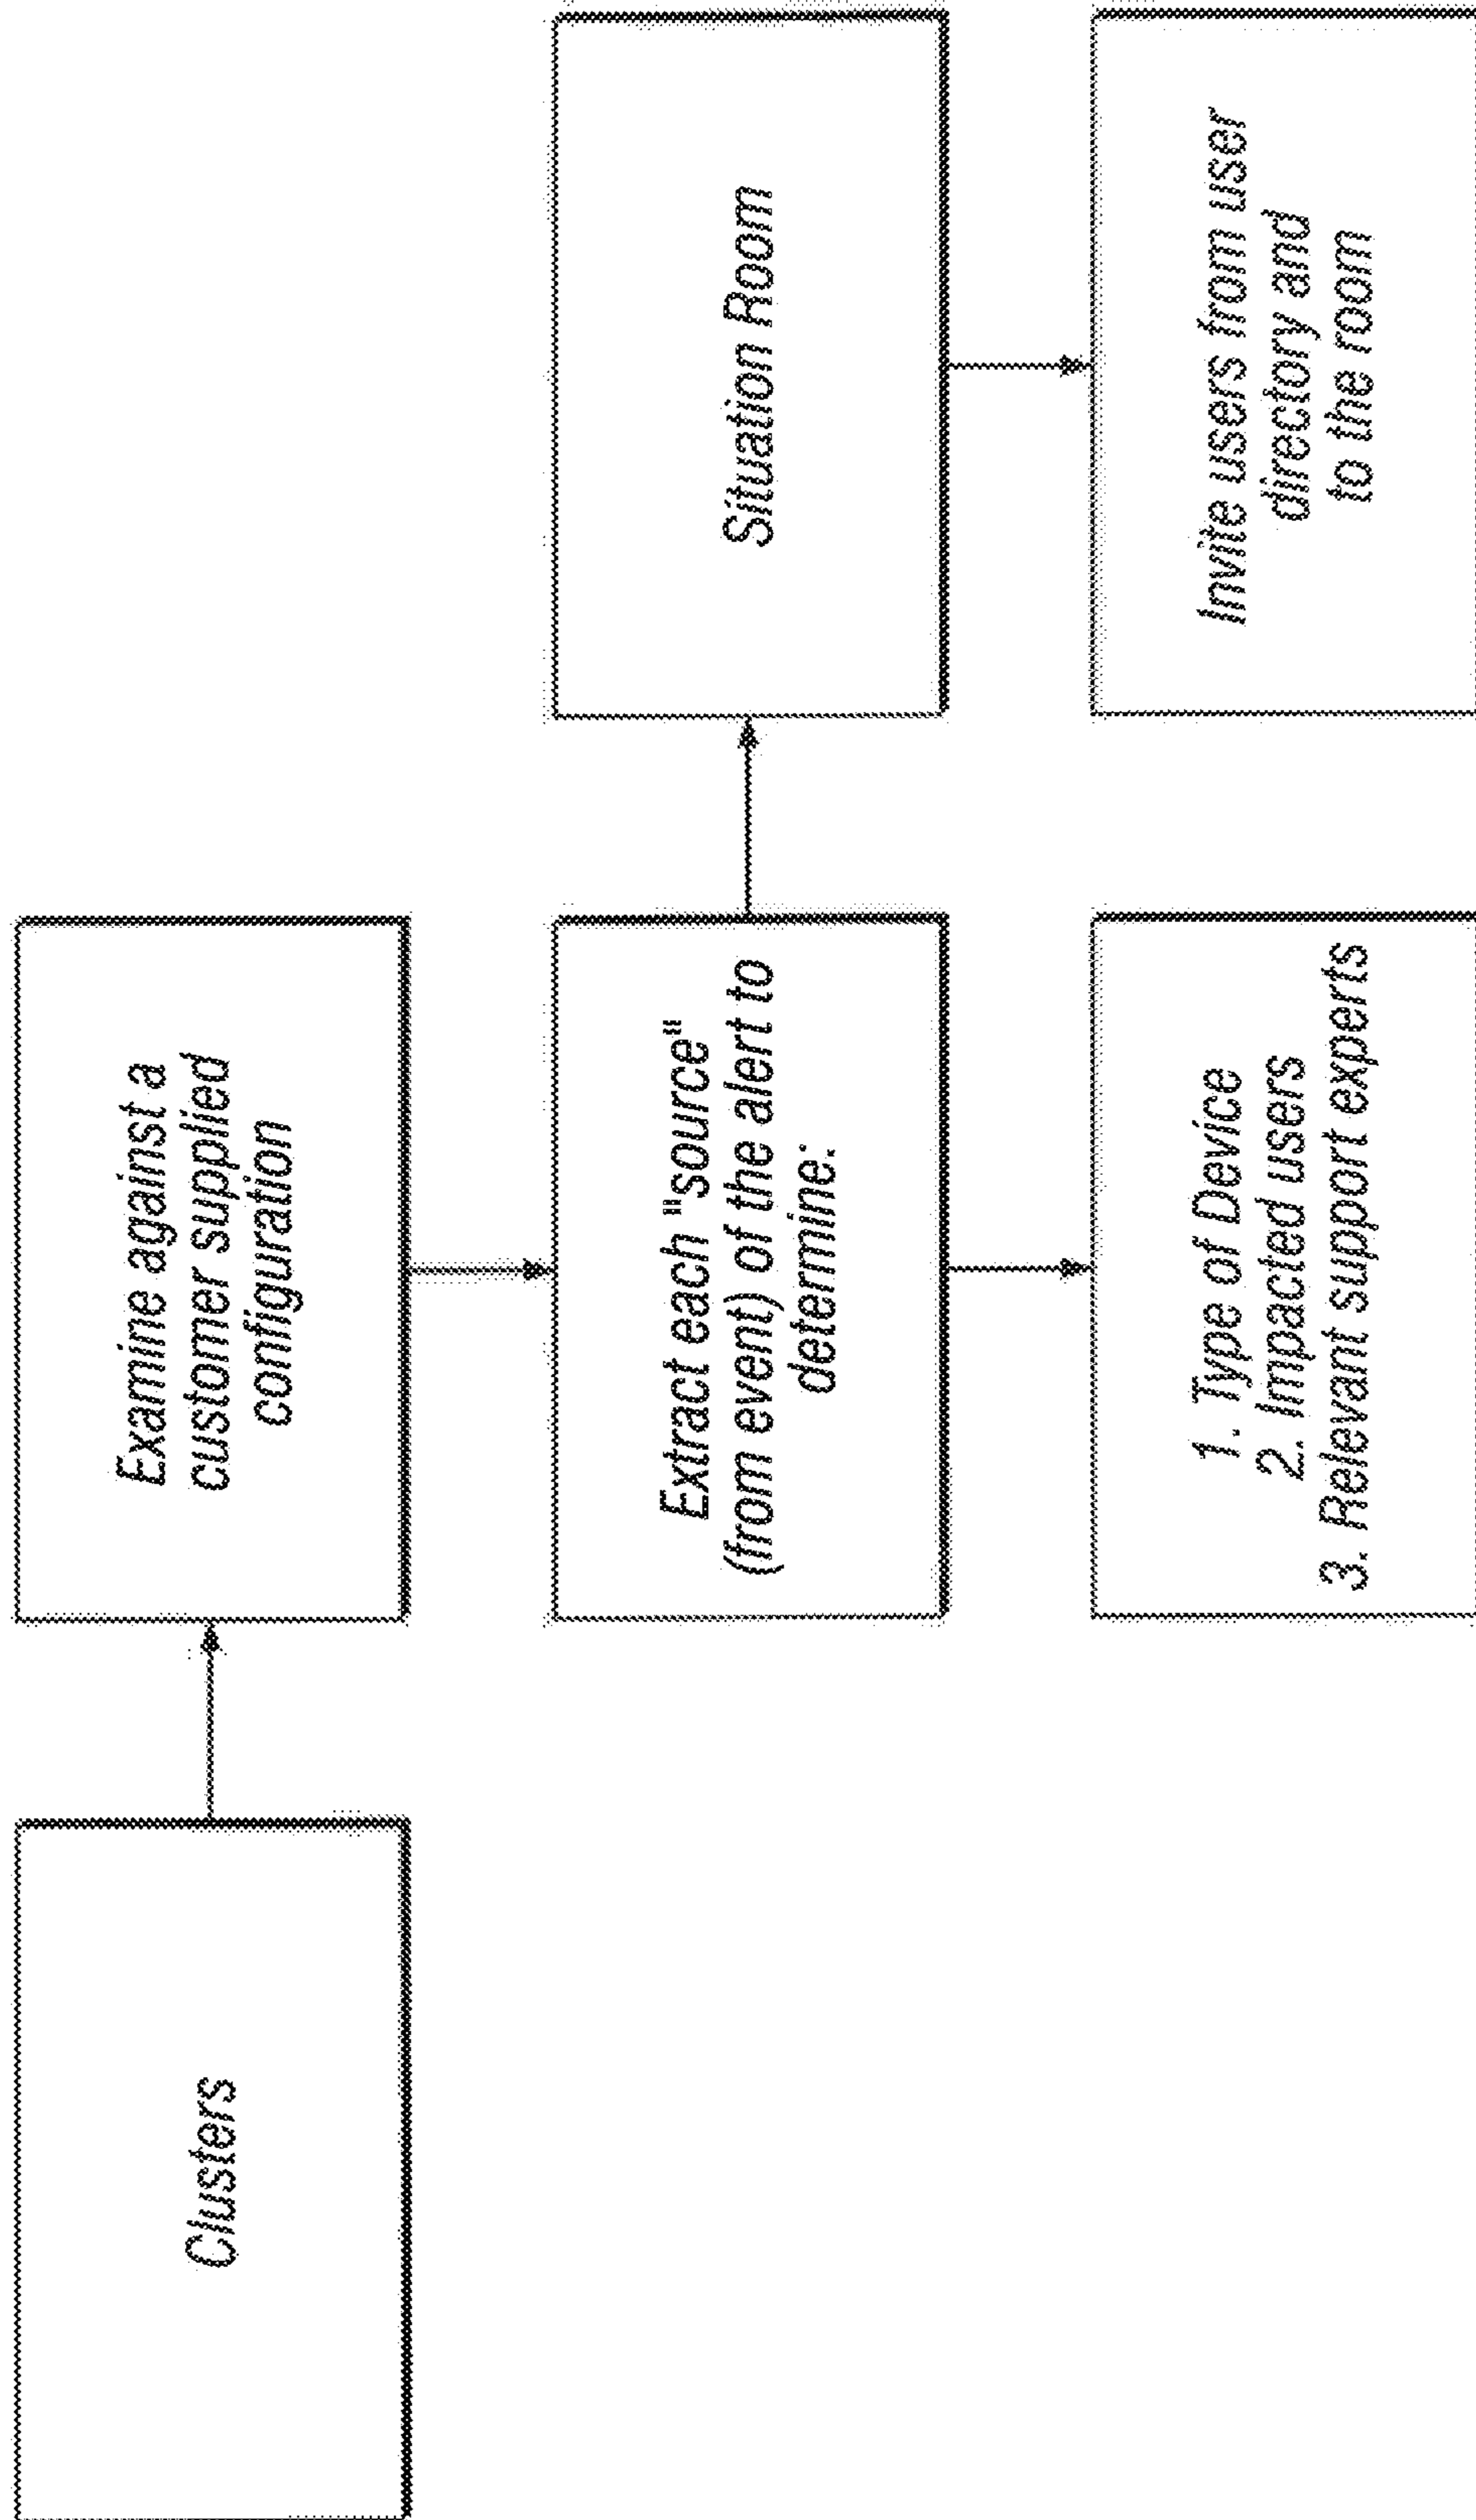 Clusters
Examine against a
customer supplied
configuration
Extract each "source"
(from event) of the alert to
determine:
Situation Room
1. Type of Device
2. Impacted users
3. Relevant support experts
Invite users from user
directory and
to the room